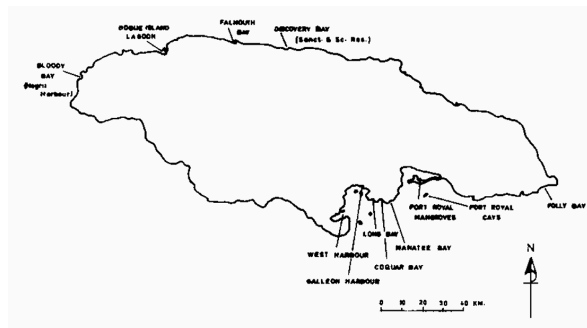 BOGUE ISLAND
LAGOON
FALMOUTH
BAY
DISCOVERY BAY
(Sanct. & Sc. Res.)
BLOODY
BAY
(Negril
Harbour)
PORT ROYAL
MANGROVES
PORT ROYAL
CAYS
FOLLY BAY
WEST HARBOUR
GALLEON HARBOUR
LONG BAY
COQUAR BAY
MANATEE BAY
N
0 10 20 30 40 KM.